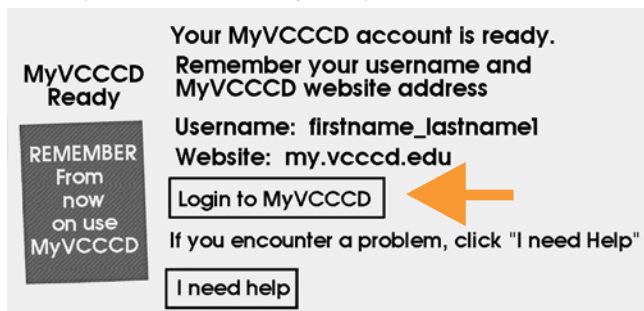 Your MyVCCCD account is ready.
Remember your username and
MyVCCCD website address
MyVCCCD
Ready
REMEMBER
From
now
on use
MyVCCCD
Username: firstname_lastname1
Website: my.vcccd.edu
Login to MyVCCCD
If you encounter a problem, click "I need Help"
I need help